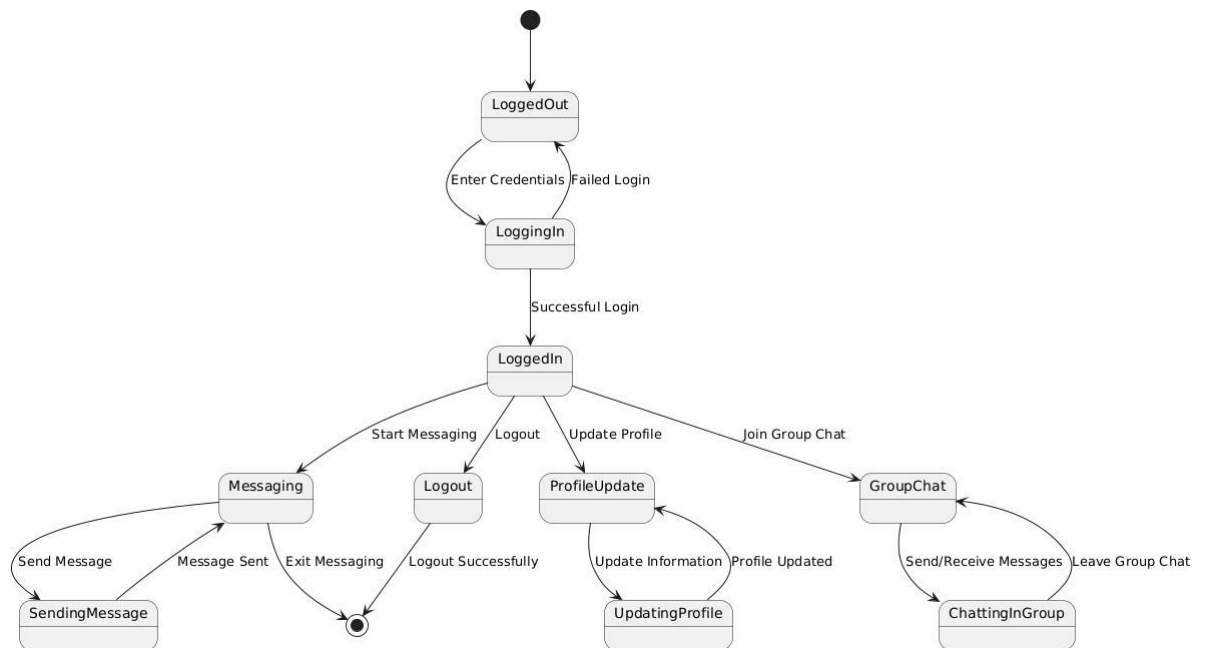 LoggedOut
Enter Credentials
Failed Login
LoggingIn
Successful Login
LoggedIn
Start Messaging
Logout
Update Profile
Join Group Chat
Messaging
Logout
ProfileUpdate
GroupChat
Send Message
Message Sent
Exit Messaging
Logout Successfully
Update Information
Profile Updated
Send/Receive Messages
Leave Group Chat
SendingMessage
UpdatingProfile
ChattingInGroup